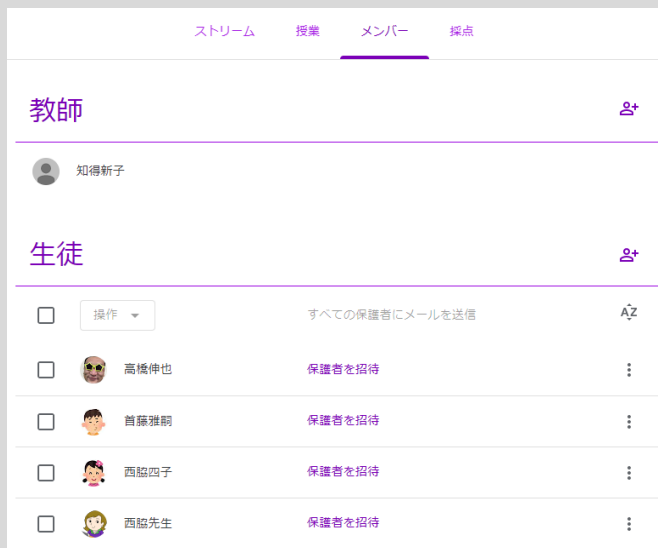 ストリーム 授業 メンバー 採点
教師
知得新子
生徒
操作 すべての保護者にメールを送信 AZ
高橋伸也 保護者を招待
首藤雅嗣 保護者を招待
西脇四子 保護者を招待
西脇先生 保護者を招待